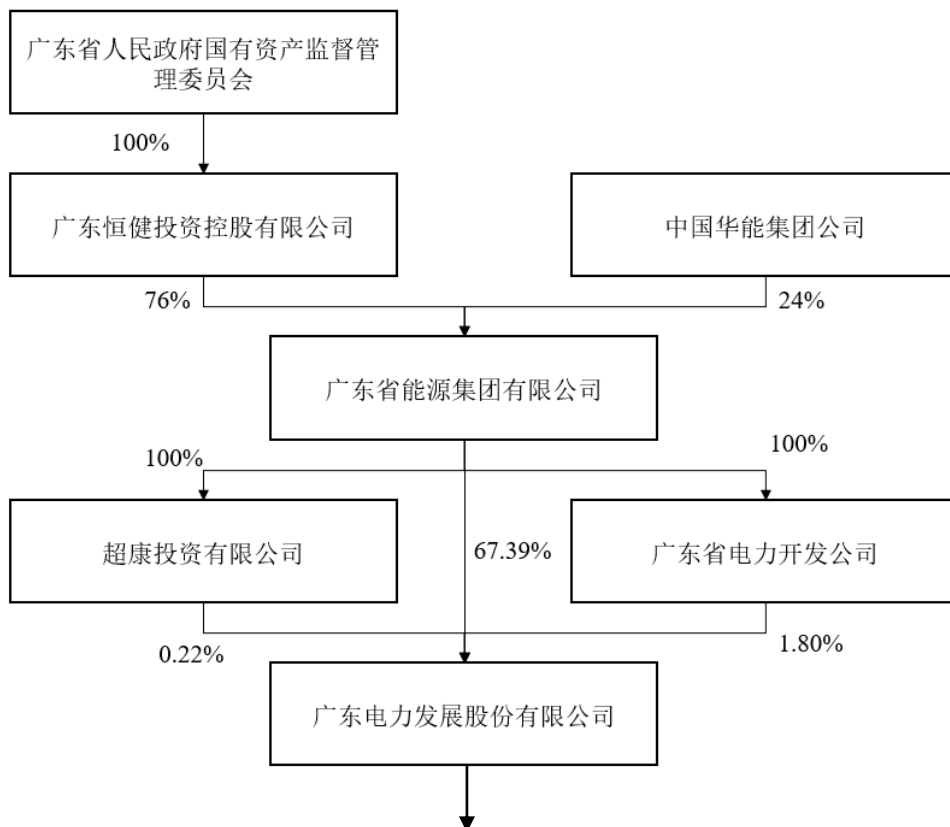 广东省人民政府国有资产监督管
理委员会
100%
广东恒健投资控股有限公司
中国华能集团公司
76%
24%
广东省能源集团有限公司
100%
100%
超康投资有限公司
67.39%
广东省电力开发公司
0.22%
1.80%
广东电力发展股份有限公司